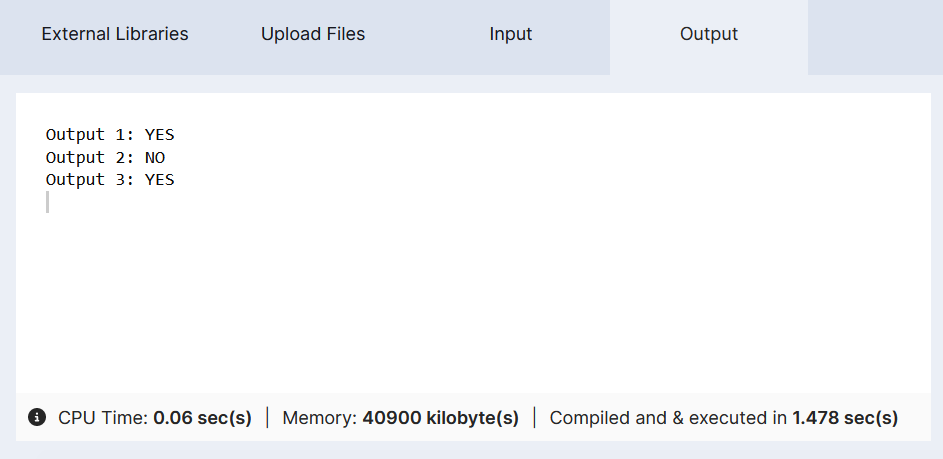 External Libraries Upload Files Input Output
Output 1: YES
Output 2: NO
Output 3: YES
CPU Time: 0.06 sec(s) | Memory: 40900 kilobyte(s) | Compiled and & executed in 1.478 sec(s)